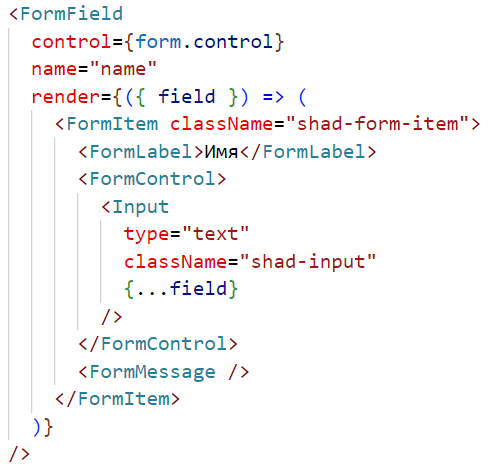 <FormField
  control={form.control}
  name="name"
  render={({ field }) => (
    <FormItem className="shad-form-item">
      <FormLabel>Имя</FormLabel>
      <FormControl>
        <Input
          type="text"
          className="shad-input"
          {...field}
        />
      </FormControl>
      <FormMessage />
    </FormItem>
  )}
/>